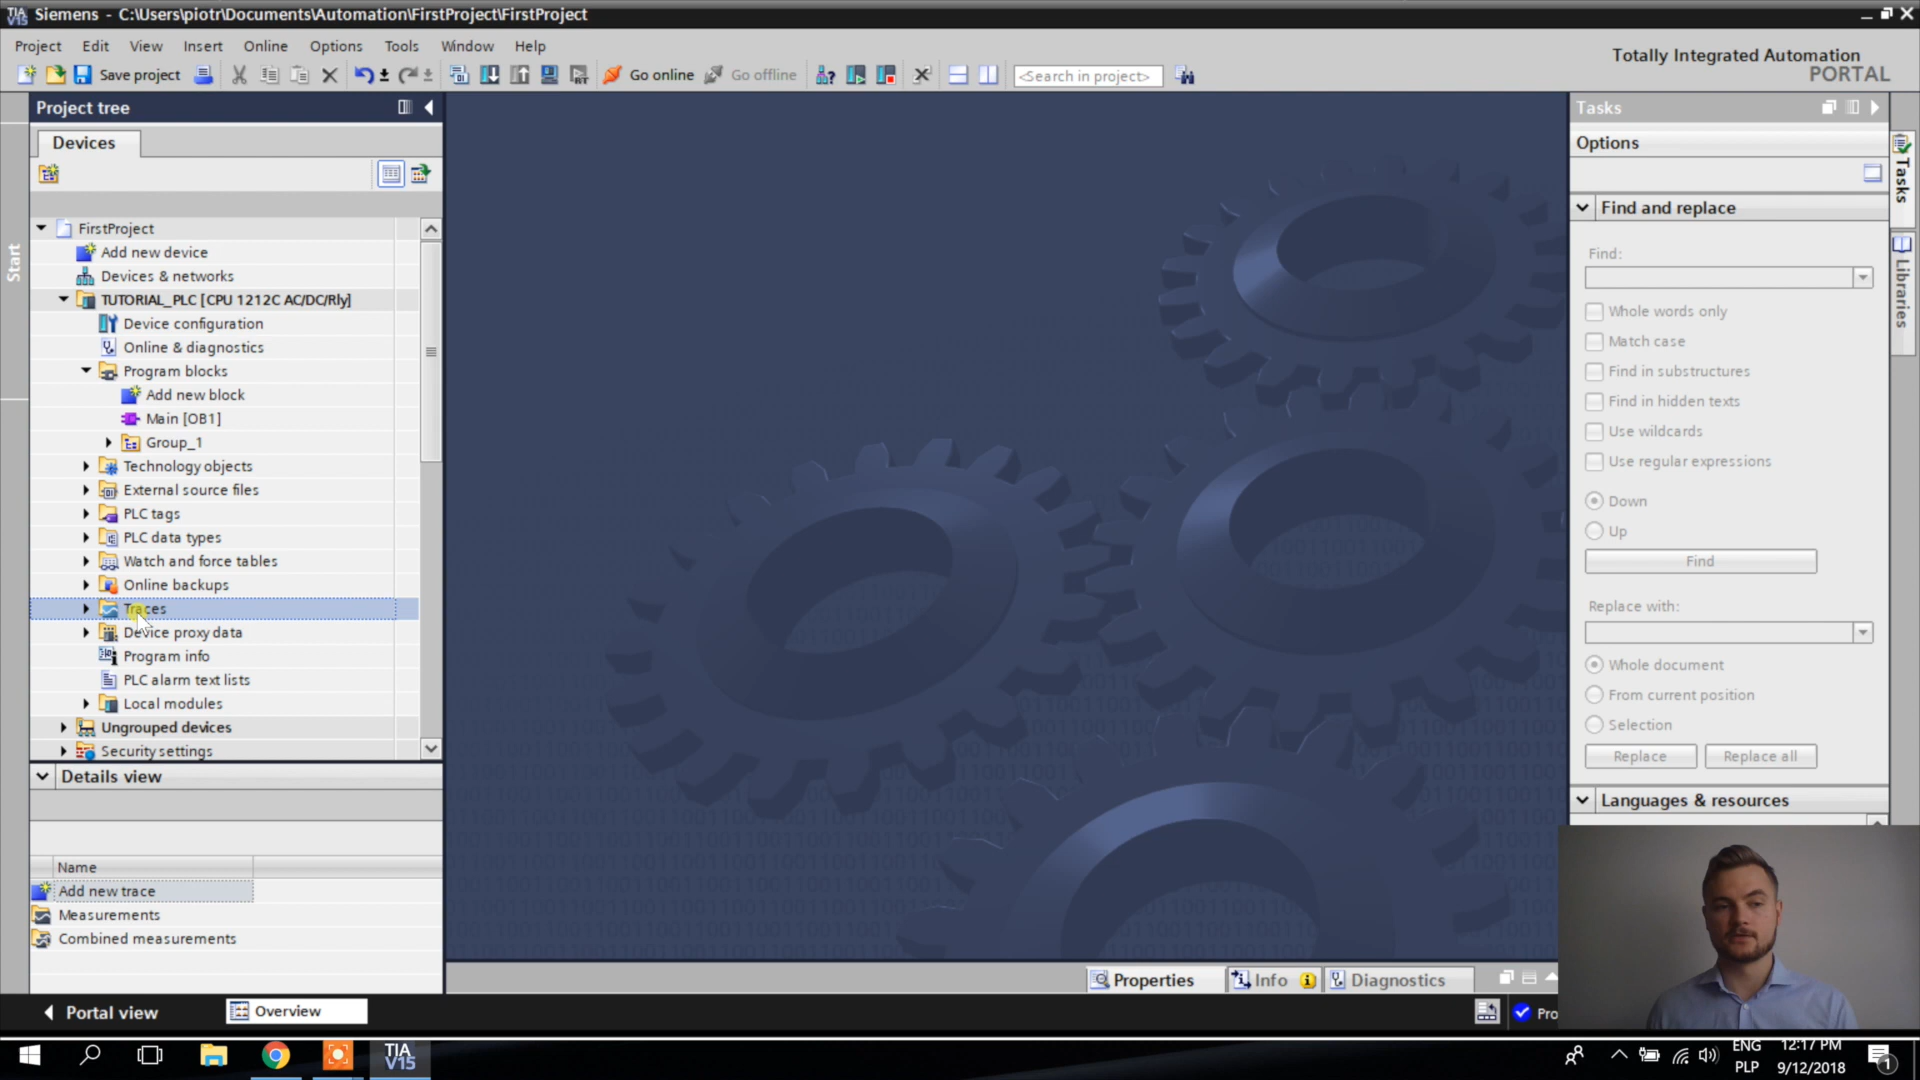 TIA V15 Siemens - C:\Users\piotr\Documents\Automation\FirstProject\FirstProject
Project Edit View Insert Online Options Tools Window Help
Totally Integrated Automation
PORTAL
Save project
Go online
Go offline
<Search in project>
Project tree
Devices
Start
FirstProject
Add new device
Devices & networks
TUTORIAL_PLC [CPU 1212C AC/DC/Rly]
Device configuration
Online & diagnostics
Program blocks
Add new block
Main [OB1]
Group_1
Technology objects
External source files
PLC tags
PLC data types
Watch and force tables
Online backups
Traces
Device proxy data
Program info
PLC alarm text lists
Local modules
Ungrouped devices
Security settings
Details view
Name
Add new trace
Measurements
Combined measurements
Tasks
Options
Find and replace
Find:
Whole words only
Match case
Find in substructures
Find in hidden texts
Use wildcards
Use regular expressions
Down
Up
Find
Replace with:
Whole document
From current position
Selection
Replace
Replace all
Languages & resources
Tasks
Libraries
Properties
Info
Diagnostics
Portal view
Overview
Pro
TIA V15
ENG
PLP
12:17 PM
9/12/2018
1